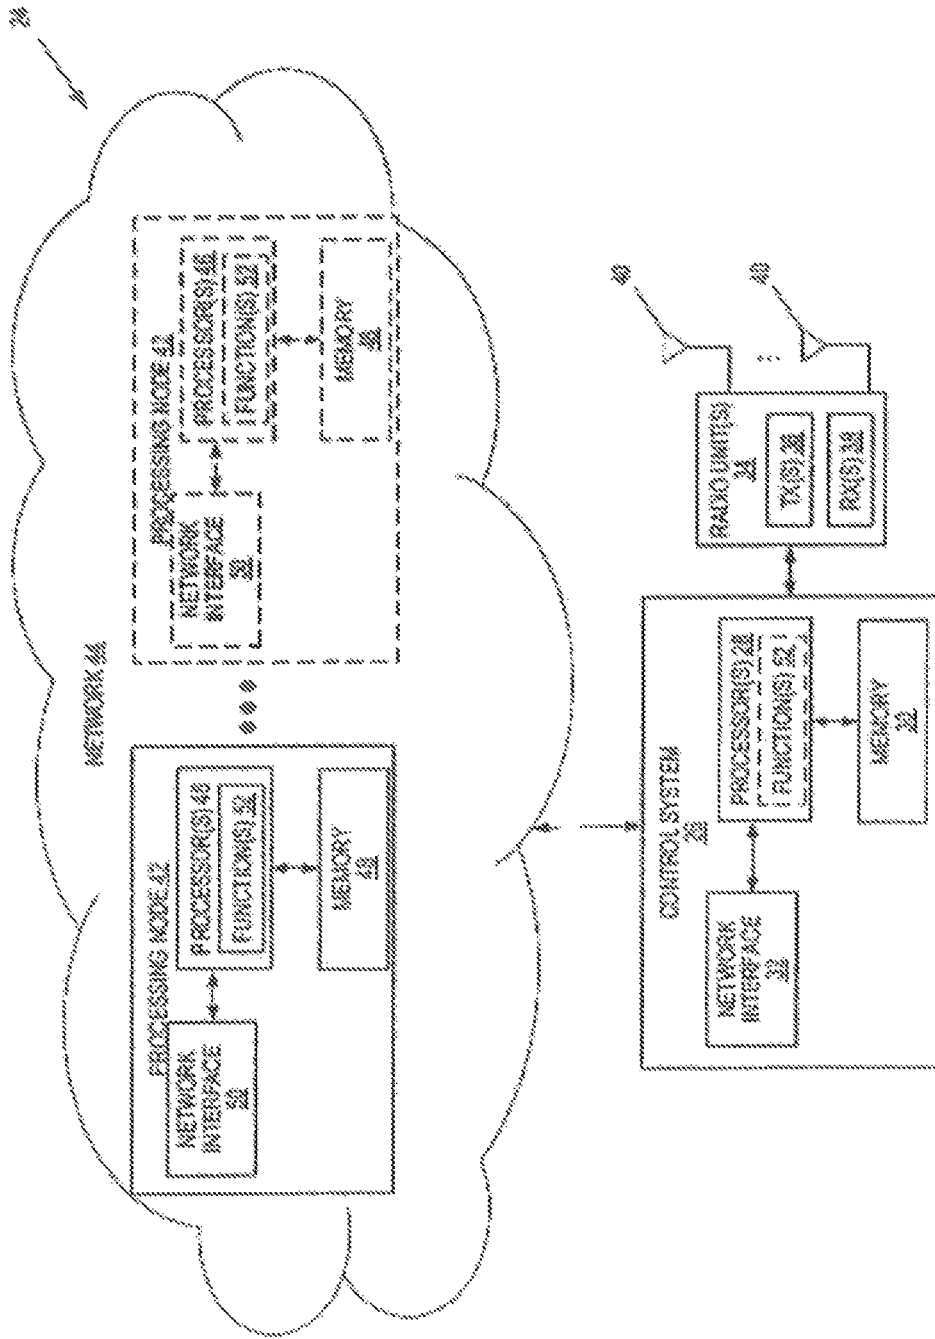 NETWORK 44
PROCESSING NODE 42
NETWORK
INTERFACE
50
PROCESSOR(S) 46
FUNCTION(S) 52
MEMORY
48
PROCESSING NODE 42
NETWORK
INTERFACE
50
PROCESSOR(S) 46
FUNCTION(S) 52
MEMORY
CONTROL SYSTEM
NETWORK
INTERFACE
32
PROCESSOR(S) 28
FUNCTION(S) 52
MEMORY
30
RADIO UNIT(S)
34
TX(S) 36
RX(S) 38
40
40